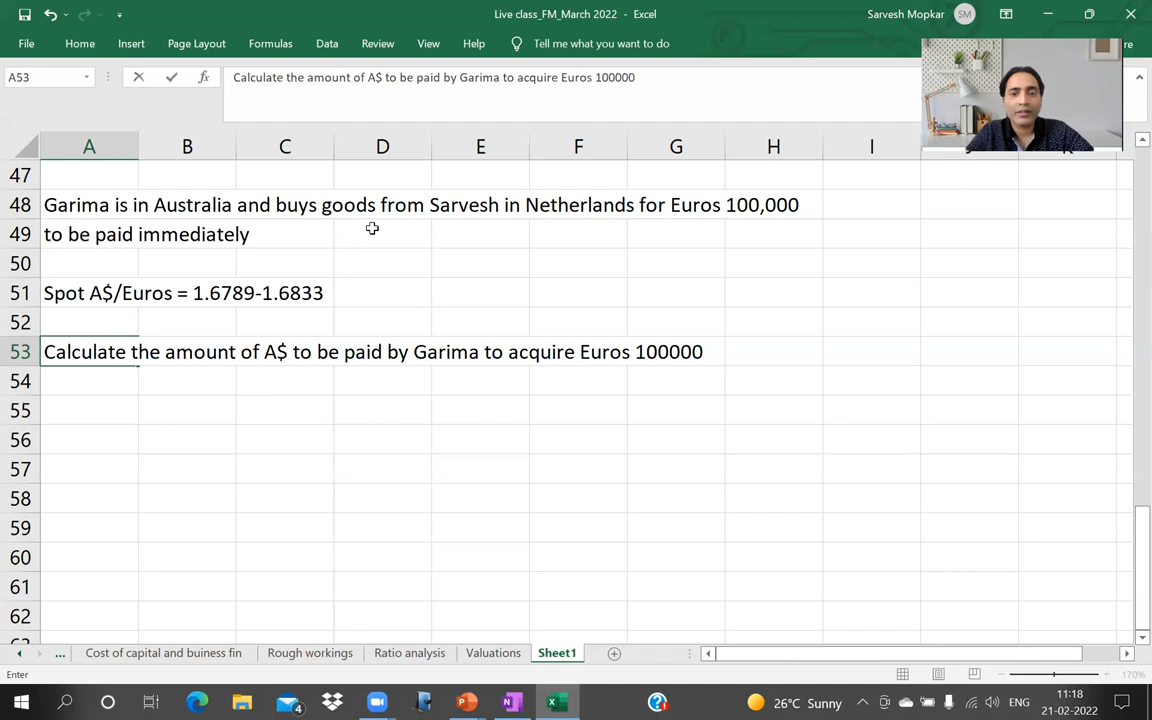 Live class_FM_March 2022 - Excel
Sarvesh Mopkar
SM
File Home Insert Page Layout Formulas Data Review View Help Tell me what you want to do
re
A53
fx
Calculate the amount of A$ to be paid by Garima to acquire Euros 100000
A B C D E F G H I
47
48 Garima is in Australia and buys goods from Sarvesh in Netherlands for Euros 100,000
49 to be paid immediately
50
51 Spot A$/Euros = 1.6789-1.6833
52
53 Calculate the amount of A$ to be paid by Garima to acquire Euros 100000
54
55
56
57
58
59
60
61
62
... Cost of capital and buiness fin Rough workings Ratio analysis Valuations Sheet1
Enter
170%
4
26°C Sunny
ENG
11:18
21-02-2022